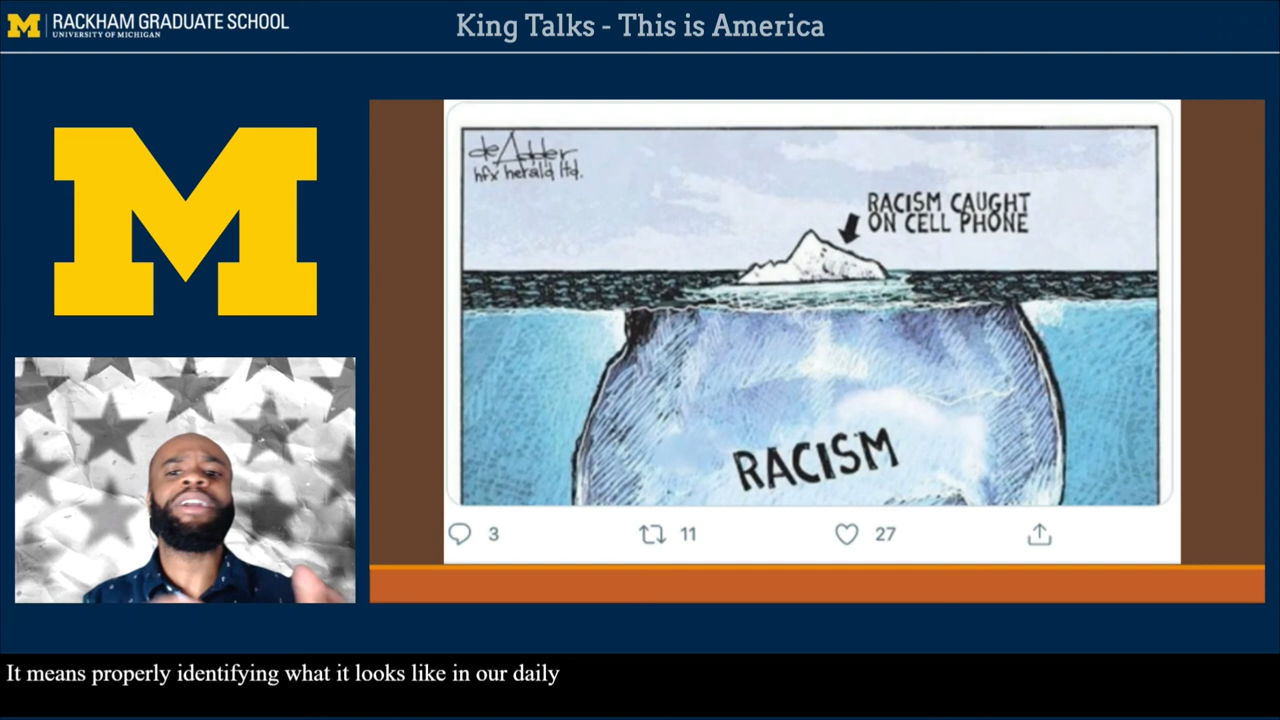 RACKHAM GRADUATE SCHOOL
UNIVERSITY OF MICHIGAN
King Talks - This is America
M
deAdder
hfx herald ltd.
RACISM CAUGHT
ON CELL PHONE
RACISM
3 11 27
It means properly identifying what it looks like in our daily